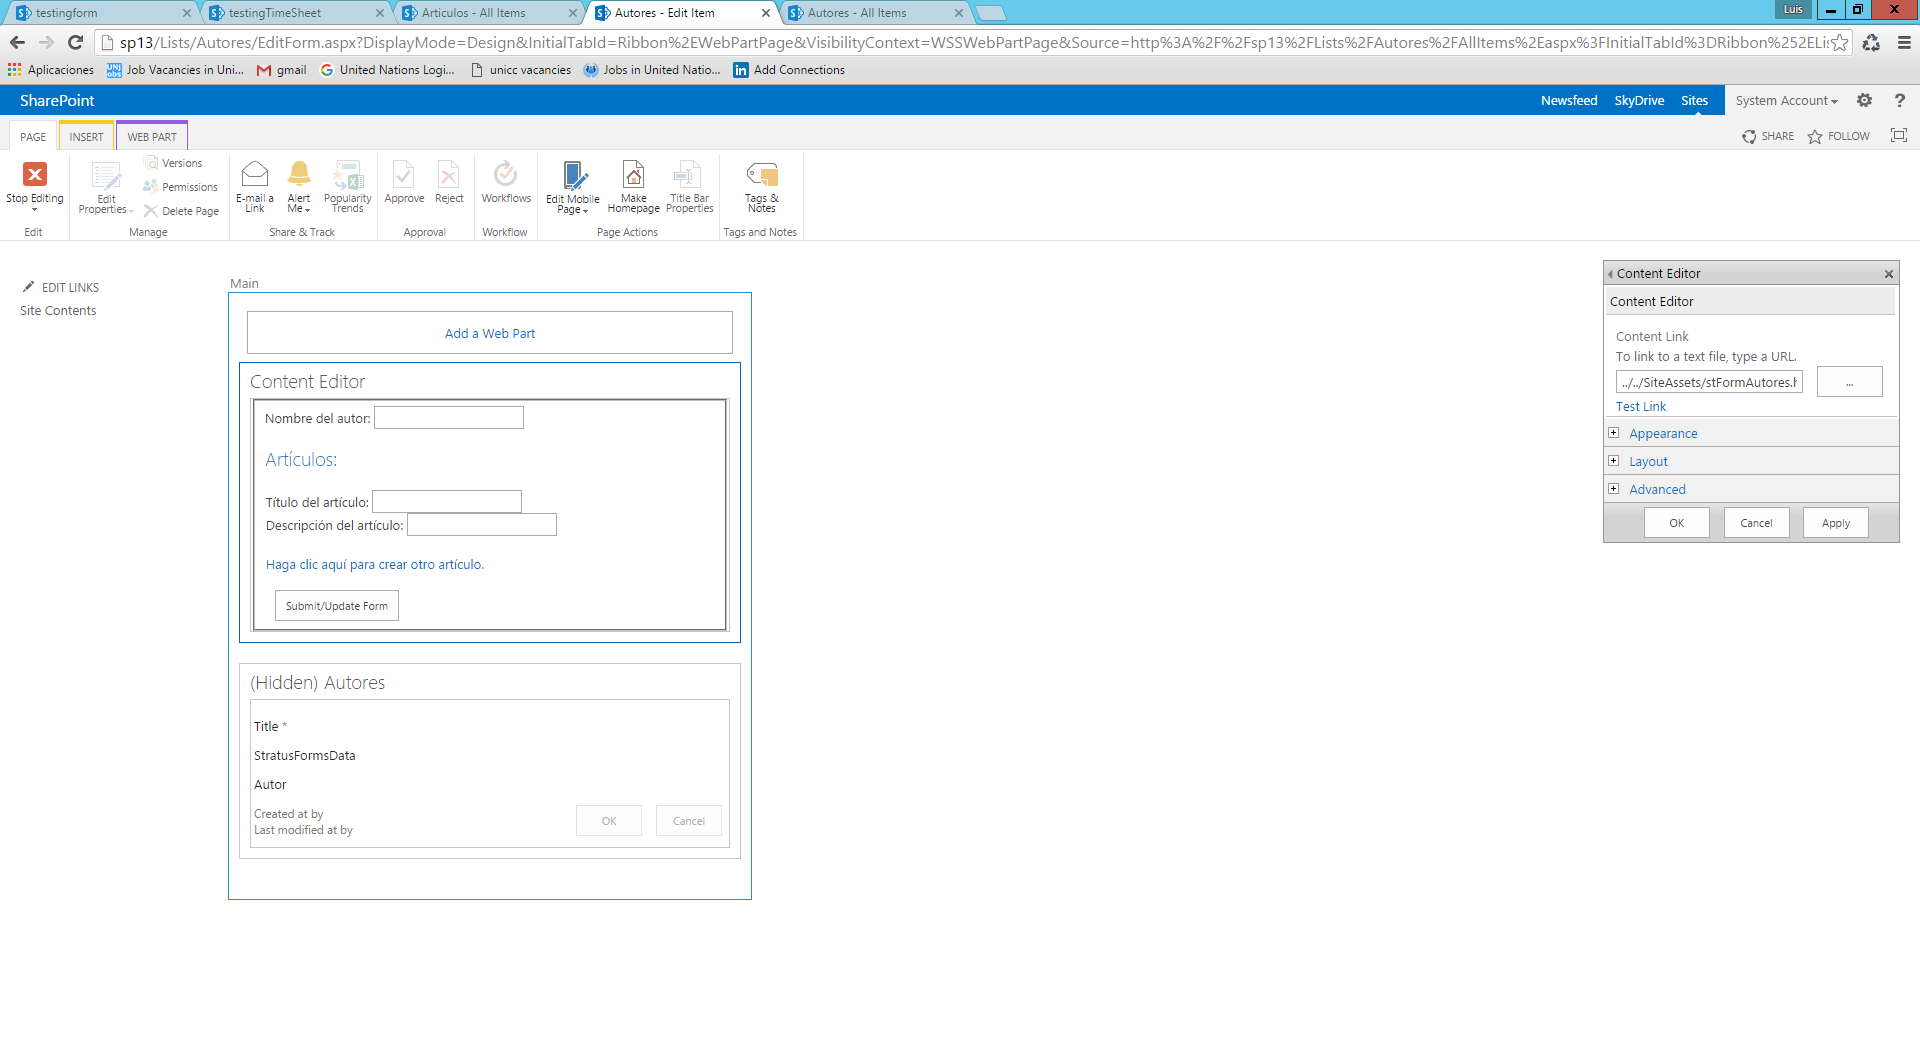 testingform
testingTimeSheet
Articulos - All Items
Autores - Edit Item
Autores - All Items
Luis
sp13/Lists/Autores/EditForm.aspx?DisplayMode=Design&InitialTabId=Ribbon%2EWebPartPage&VisibilityContext=WSSWebPartPage&Source=http%3A%2F%2Fsp13%2FLists%2FAutores%2FAllItems%2Easpx%3FInitialTabId%3DRibbon%252ELi
Aplicaciones
Job Vacancies in Uni...
gmail
United Nations Logi...
unicc vacancies
Jobs in United Natio...
Add Connections
SharePoint
Newsfeed
SkyDrive
Sites
System Account
?
PAGE
INSERT
WEB PART
SHARE
FOLLOW
Stop Editing
Edit
Edit
Properties
Versions
Permissions
Delete Page
Manage
E-mail a
Link
Alert
Me
Popularity
Trends
Share & Track
Approve
Reject
Approval
Workflows
Workflow
Edit Mobile
Page
Make
Homepage
Title Bar
Properties
Page Actions
Tags &
Notes
Tags and Notes
EDIT LINKS
Site Contents
Main
Add a Web Part
Content Editor
Nombre del autor:
Artículos:
Título del artículo:
Descripción del artículo:
Haga clic aquí para crear otro artículo.
Submit/Update Form
(Hidden) Autores
Title *
StratusFormsData
Autor
Created at by
Last modified at by
OK
Cancel
Content Editor
Content Editor
Content Link
To link to a text file, type a URL.
../../SiteAssets/stFormAutores.h
...
Test Link
Appearance
Layout
Advanced
OK
Cancel
Apply